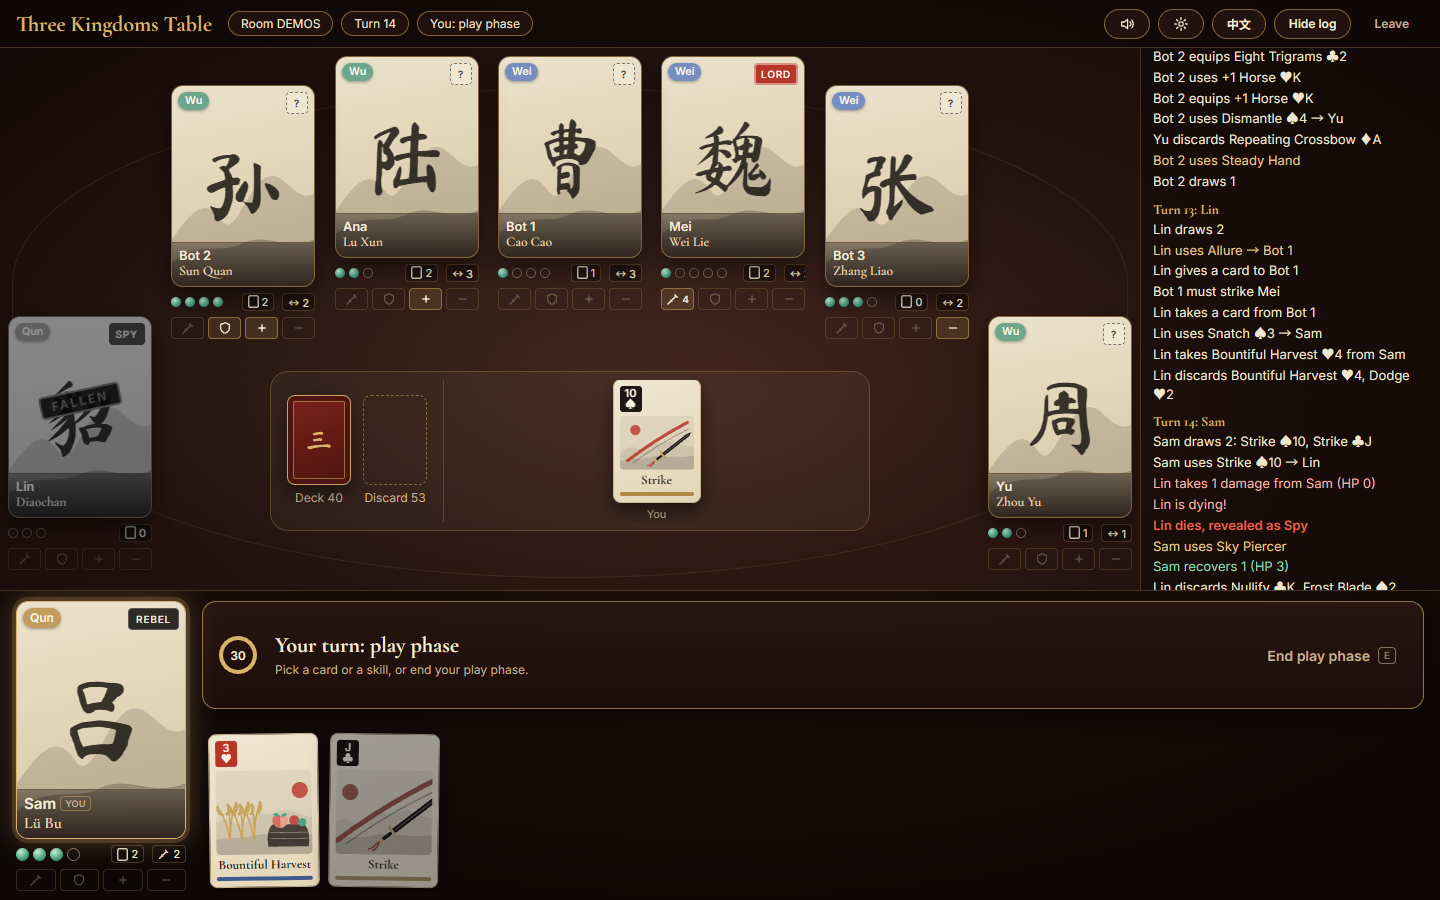 Three Kingdoms Table
Room DEMOS
Turn 14
You: play phase
中文
Hide log
Leave
Wu
?
孙
Bot 2
Sun Quan
2
↔ 2
Wu
?
陆
Ana
Lu Xun
2
↔ 3
Wei
?
曹
Bot 1
Cao Cao
1
↔ 3
Wei
LORD
魏
Mei
Wei Lie
2
4
Wei
?
张
Bot 3
Zhang Liao
0
↔ 2
Qun
SPY
貂
FALLEN
Lin
Diaochan
0
三
Deck 40
Discard 53
10
♠
Strike
You
Wu
?
周
Yu
Zhou Yu
1
↔ 1
Bot 2 equips Eight Trigrams ♣2
Bot 2 uses +1 Horse ♥K
Bot 2 equips +1 Horse ♥K
Bot 2 uses Dismantle ♠4 → Yu
Yu discards Repeating Crossbow ♦A
Bot 2 uses Steady Hand
Bot 2 draws 1
Turn 13: Lin
Lin draws 2
Lin uses Allure → Bot 1
Lin gives a card to Bot 1
Bot 1 must strike Mei
Lin takes a card from Bot 1
Lin uses Snatch ♠3 → Sam
Lin takes Bountiful Harvest ♥4 from Sam
Lin discards Bountiful Harvest ♥4, Dodge
♥2
Turn 14: Sam
Sam draws 2: Strike ♠10, Strike ♣J
Sam uses Strike ♠10 → Lin
Lin takes 1 damage from Sam (HP 0)
Lin is dying!
Lin dies, revealed as Spy
Sam uses Sky Piercer
Sam recovers 1 (HP 3)
Lin discards Nullify ♣K, Frost Blade ♠2
Qun
REBEL
吕
Sam YOU
Lü Bu
2
2
30
Your turn: play phase
Pick a card or a skill, or end your play phase.
End play phase E
3
♥
Bountiful Harvest
J
♣
Strike